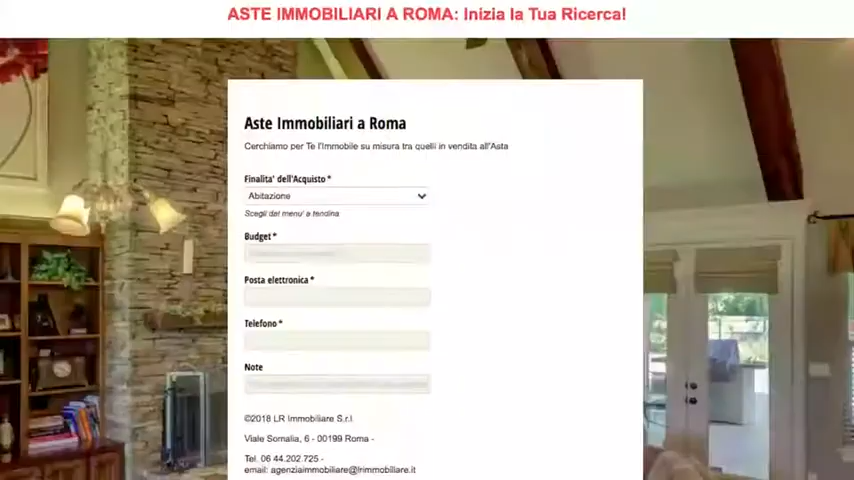 ASTE IMMOBILIARI A ROMA: Inizia la Tua Ricerca!
Aste Immobiliari a Roma
Cerchiamo per Te l'Immobile su misura tra quelli in vendita all'Asta
Finalita' dell'Acquisto *
Abitazione
Scegli dal menu' a tendina
Budget *
Posta elettronica *
Telefono *
Note
©2018 LR Immobiliare S.r.l.
Viale Somalia, 6 - 00199 Roma -
Tel. 06 44.202.725 -
email: agenziaimmobiliare@lrimmobiliare.it